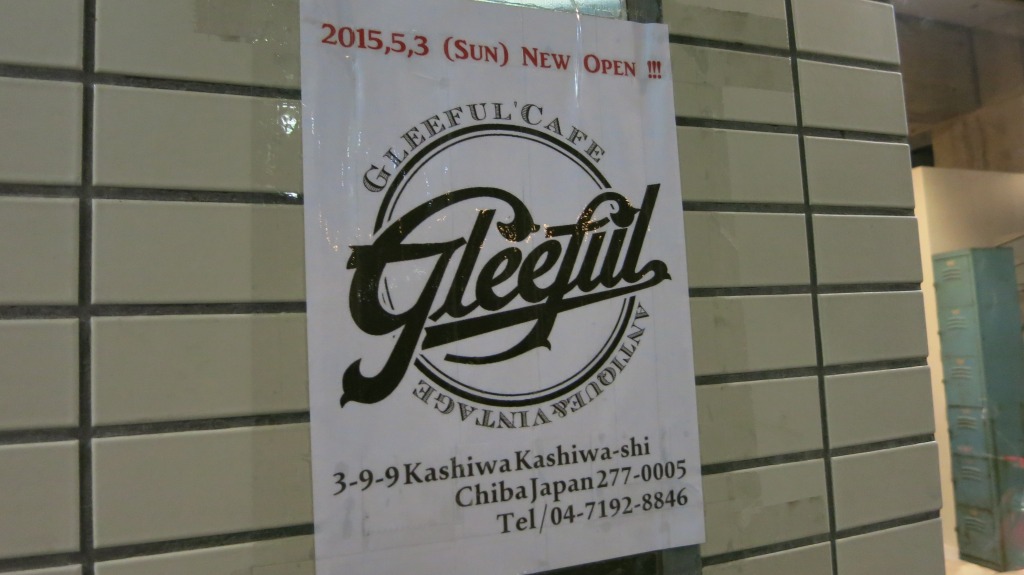 2015,5,3 (Sun) New Open !!!
Gleeful'Cafe
Gleeful
ANTIQUE&VINTAGE
3-9-9 Kashiwa Kashiwa-shi
Chiba Japan 277-0005
Tel/04-7192-8846